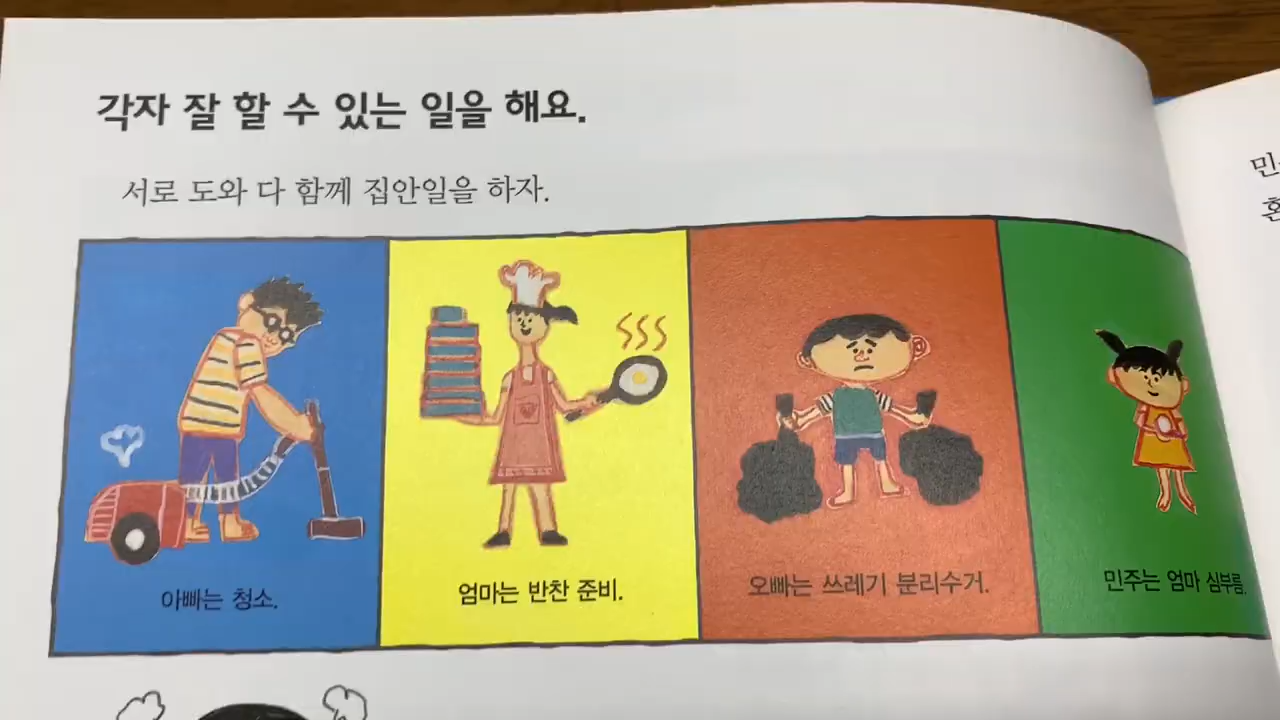 각자 잘 할 수 있는 일을 해요.
서로 도와 다 함께 집안일을 하자.
아빠는 청소.
엄마는 반찬 준비.
오빠는 쓰레기 분리수거.
민주는 엄마 심부름.